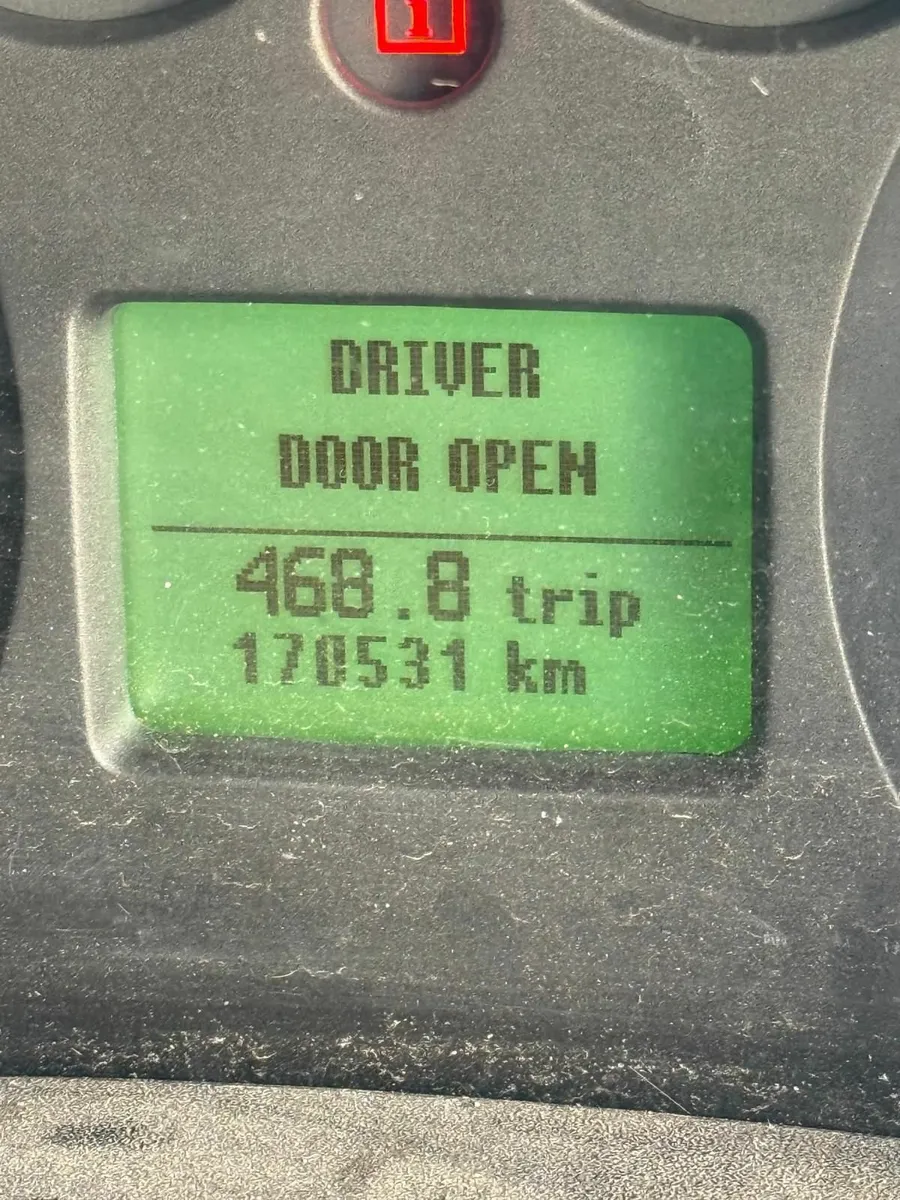 i
DRIVER
DOOR OPEN
468.8 trip
170531 km